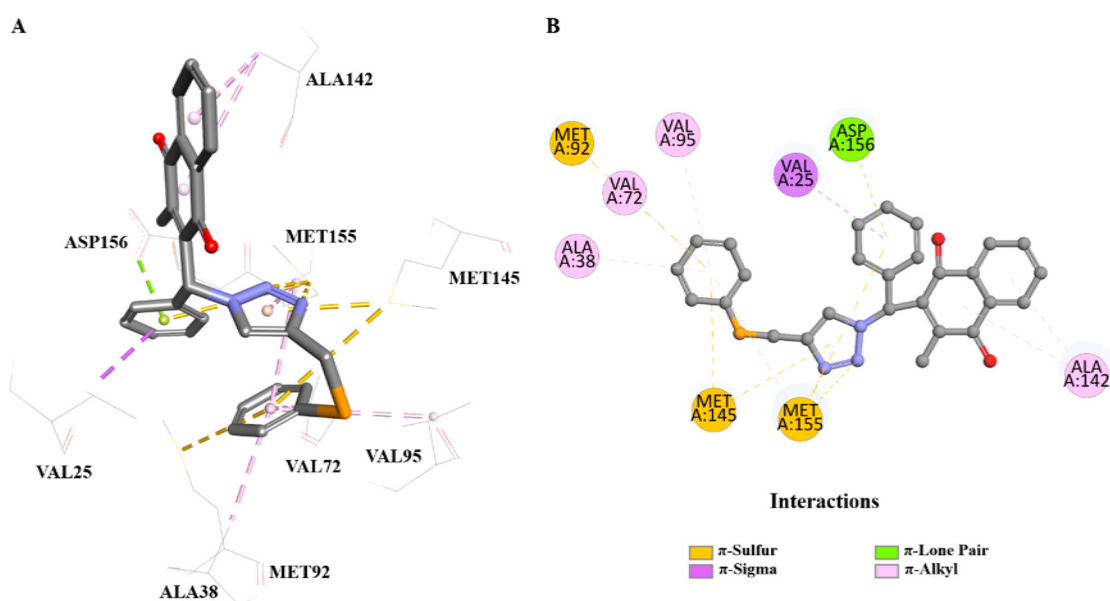 A
ALA142
ASP156
MET155
MET145
VAL25
VAL72
VAL95
ALA38
MET92
B
MET
A:92
VAL
A:95
VAL
A:72
ALA
A:38
VAL
A:25
ASP
A:156
MET
A:145
MET
A:155
ALA
A:142
Interactions
π-Sulfur
π-Lone Pair
π-Sigma
π-Alkyl